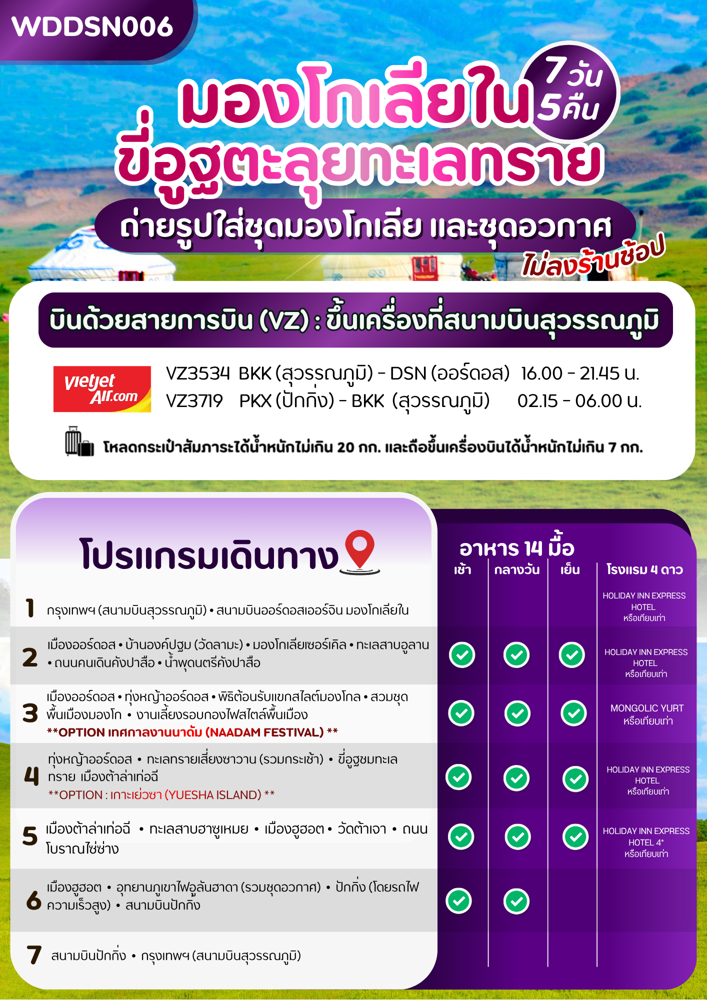 WDDSN006
มองโกเลียใน
7 วัน
5 คืน
ขี่อูฐตะลุยทะเลทราย
ถ่ายรูปใส่ชุดมองโกเลีย และชุดอวกาศ
ไม่ลงร้านช้อป
บินด้วยสายการบิน (VZ) : ขึ้นเครื่องที่สนามบินสุวรรณภูมิ
vietjet
Air.com
VZ3534 BKK (สุวรรณภูมิ) – DSN (ออร์ดอส) 16.00 – 21.45 น.
VZ3719 PKX (ปักกิ่ง) – BKK (สุวรรณภูมิ) 02.15 – 06.00 น.
โหลดกระเป๋าสัมภาระได้น้ำหนักไม่เกิน 20 กก. และถือขึ้นเครื่องบินได้น้ำหนักไม่เกิน 7 กก.
โปรแกรมเดินทาง
อาหาร 14 มื้อ
เช้า กลางวัน เย็น โรงแรม 4 ดาว
1 กรุงเทพฯ (สนามบินสุวรรณภูมิ) • สนามบินออร์ดอสเออร์จิน มองโกเลียใน
HOLIDAY INN EXPRESS
HOTEL
หรือเทียบเท่า
2 เมืองออร์ดอส • บ้านองค์ปฐม (วัดลามะ) • มองโกเลียเซอร์เคิล • ทะเลสาบอูลาน
• ถนนคนเดินคังปาสือ • น้ำพุดนตรีคังปาสือ
HOLIDAY INN EXPRESS
HOTEL
หรือเทียบเท่า
3 เมืองออร์ดอส • ทุ่งหญ้าออร์ดอส • พิธิต้อนรับแขกสไลต์มองโกล • สวมชุด
พื้นเมืองมองโก • งานเลี้ยงรอบกองไฟสไตล์พื้นเมือง
**OPTION เทศกาลงานนาดัม (NAADAM FESTIVAL) **
MONGOLIC YURT
หรือเทียบเท่า
4 ทุ่งหญ้าออร์ดอส • ทะเลทรายเสี่ยงซาวาน (รวมกระเช้า) • ขี่อูฐชมทะเล
ทราย เมืองต้าล่าเท่อฉี
**OPTION : เกาะเย่วซา (YUESHA ISLAND) **
HOLIDAY INN EXPRESS
HOTEL
หรือเทียบเท่า
5 เมืองต้าล่าเท่อฉี • ทะเลสาบฮาซูเหมย • เมืองฮูฮอต • วัดต้าเจา • ถนน
โบราณไซ่ซ่าง
HOLIDAY INN EXPRESS
HOTEL 4*
หรือเทียบเท่า
6 เมืองฮูฮอต • อุทยานภูเขาไฟอูลันฮาดา (รวมชุดอวกาศ) • ปักกิ่ง (โดยรถไฟ
ความเร็วสูง) • สนามบินปักกิ่ง
7 สนามบินปักกิ่ง • กรุงเทพฯ (สนามบินสุวรรณภูมิ)